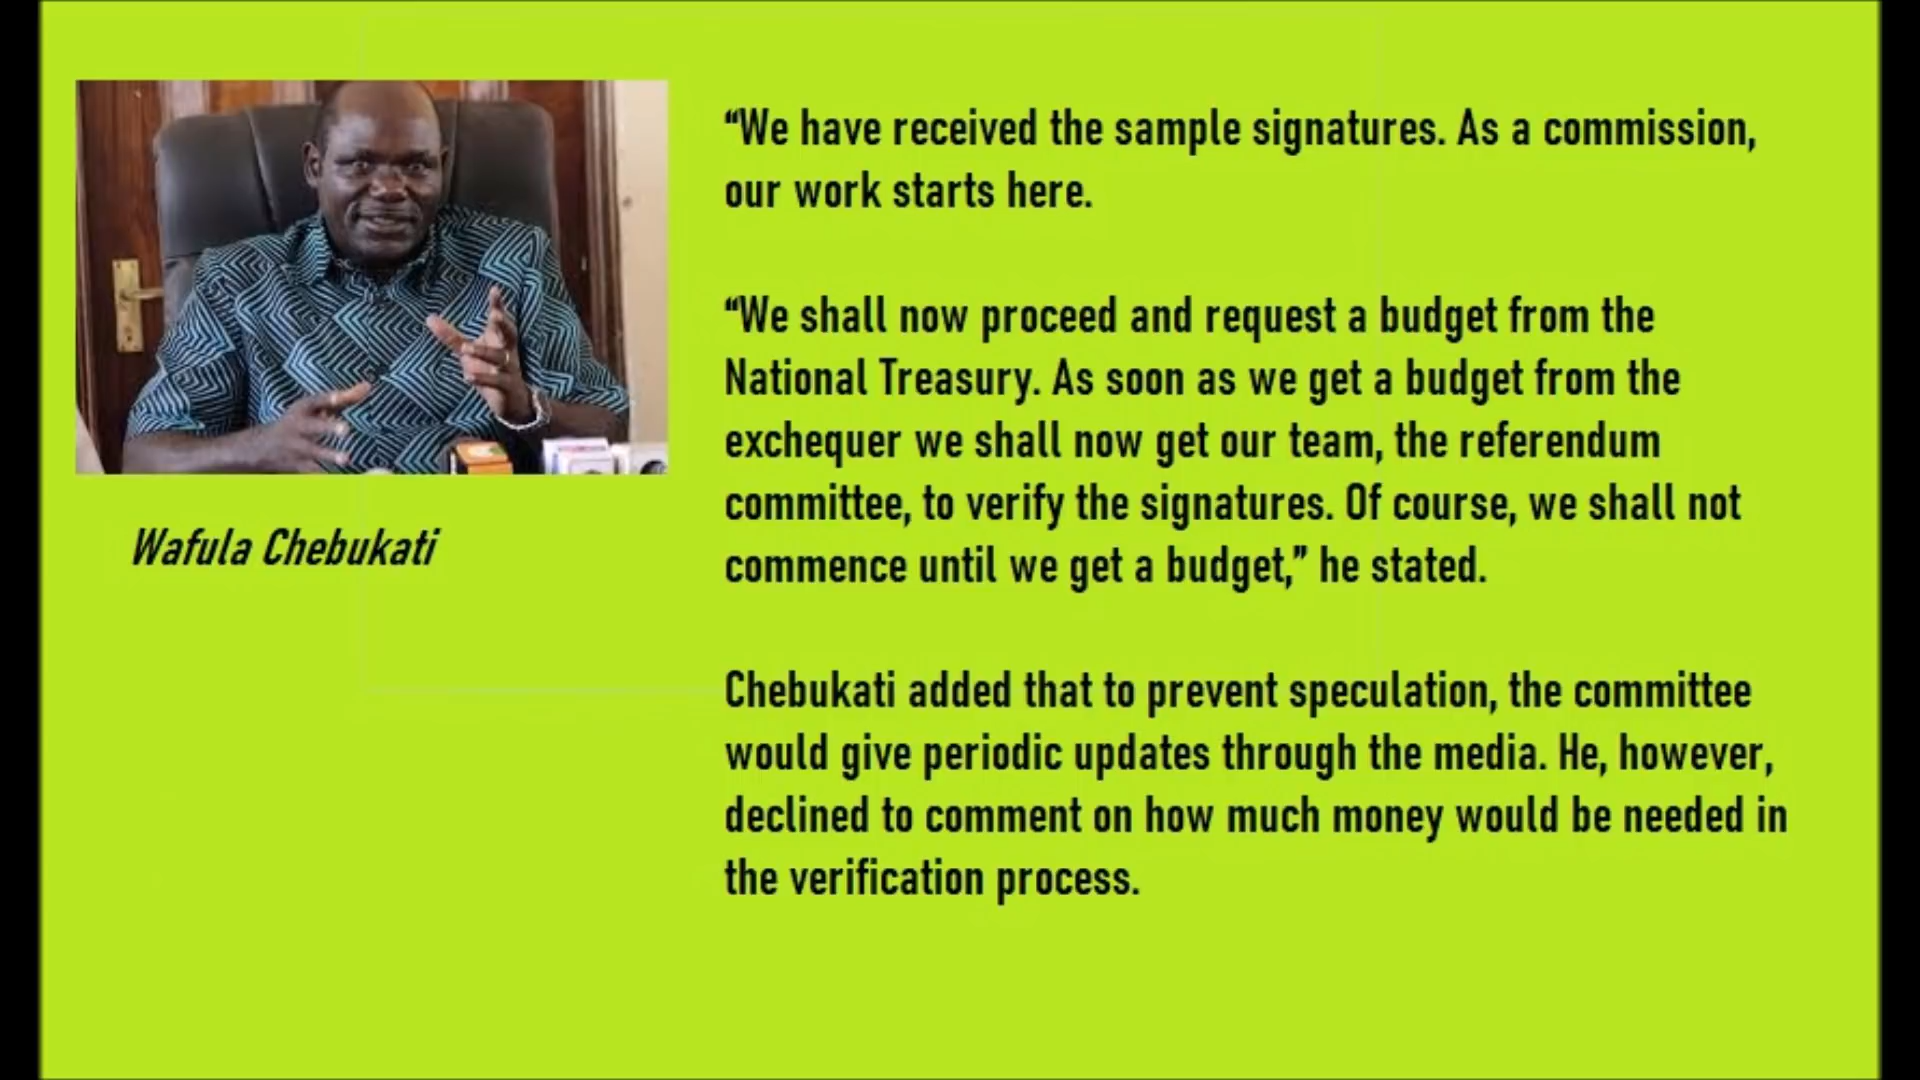 “We have received the sample signatures. As a commission,
our work starts here.
“We shall now proceed and request a budget from the
National Treasury. As soon as we get a budget from the
exchequer we shall now get our team, the referendum
committee, to verify the signatures. Of course, we shall not
commence until we get a budget,” he stated.
Chebukati added that to prevent speculation, the committee
would give periodic updates through the media. He, however,
declined to comment on how much money would be needed in
the verification process.
Wafula Chebukati